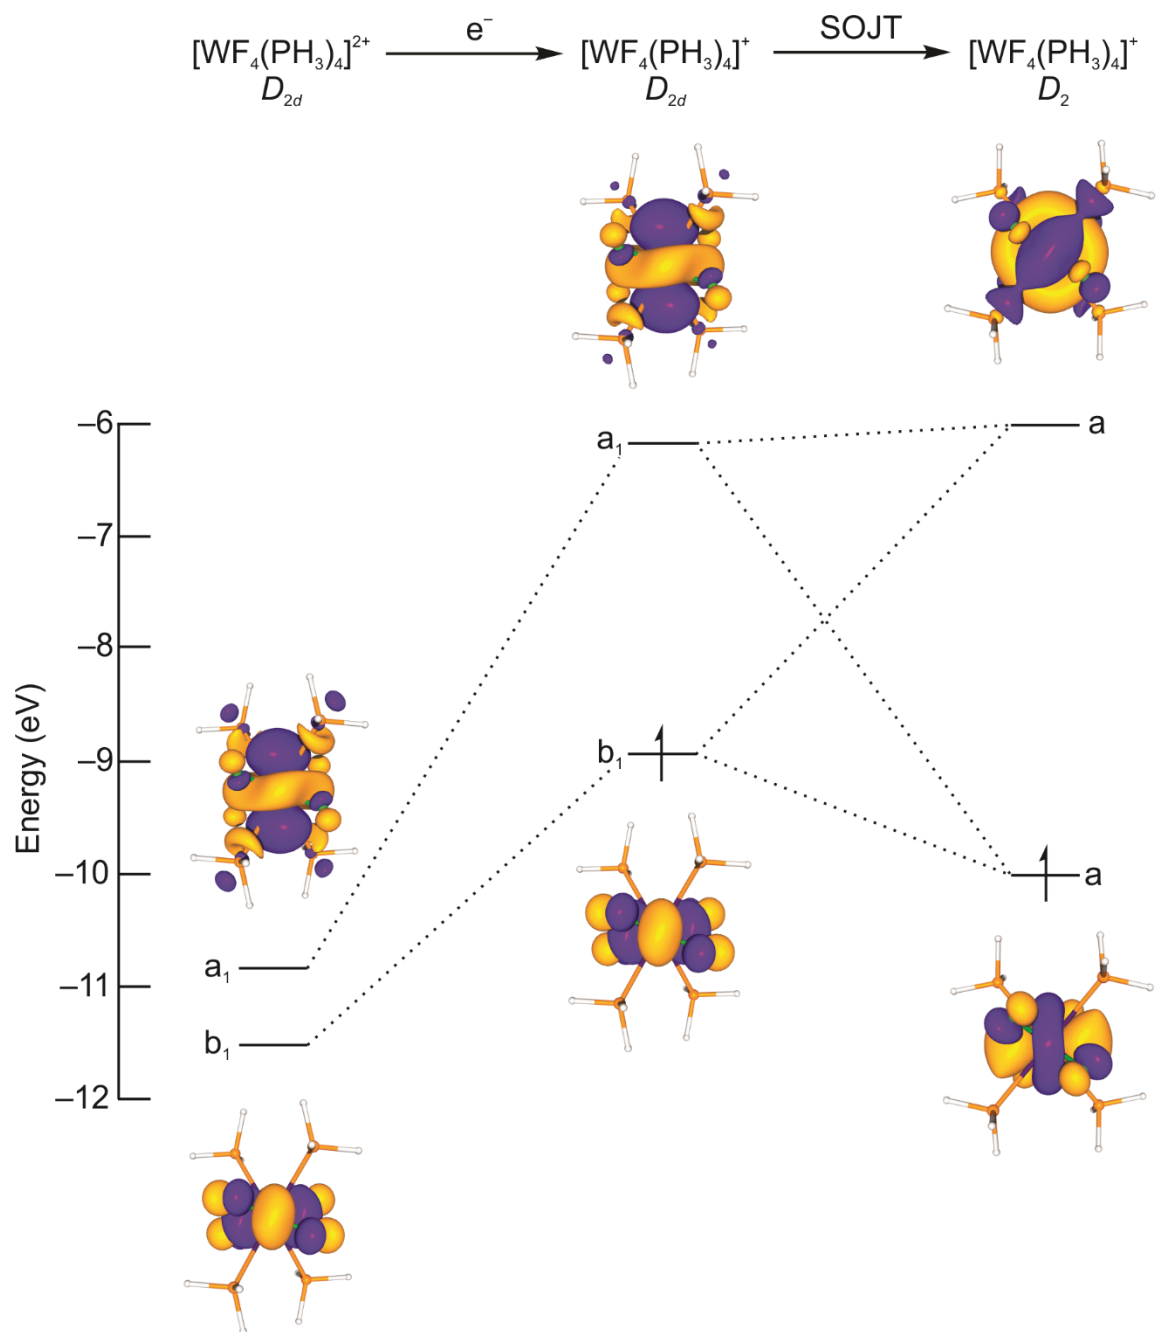 [WF₄(PH₃)₄]²⁺ e⁻ [WF₄(PH₃)₄]⁺ SOJT [WF₄(PH₃)₄]⁺
D₂d D₂d D₂
Energy (eV)
–6
–7
–8
–9
–10
–11
–12
a₁
b₁
a₁
b₁
a
a